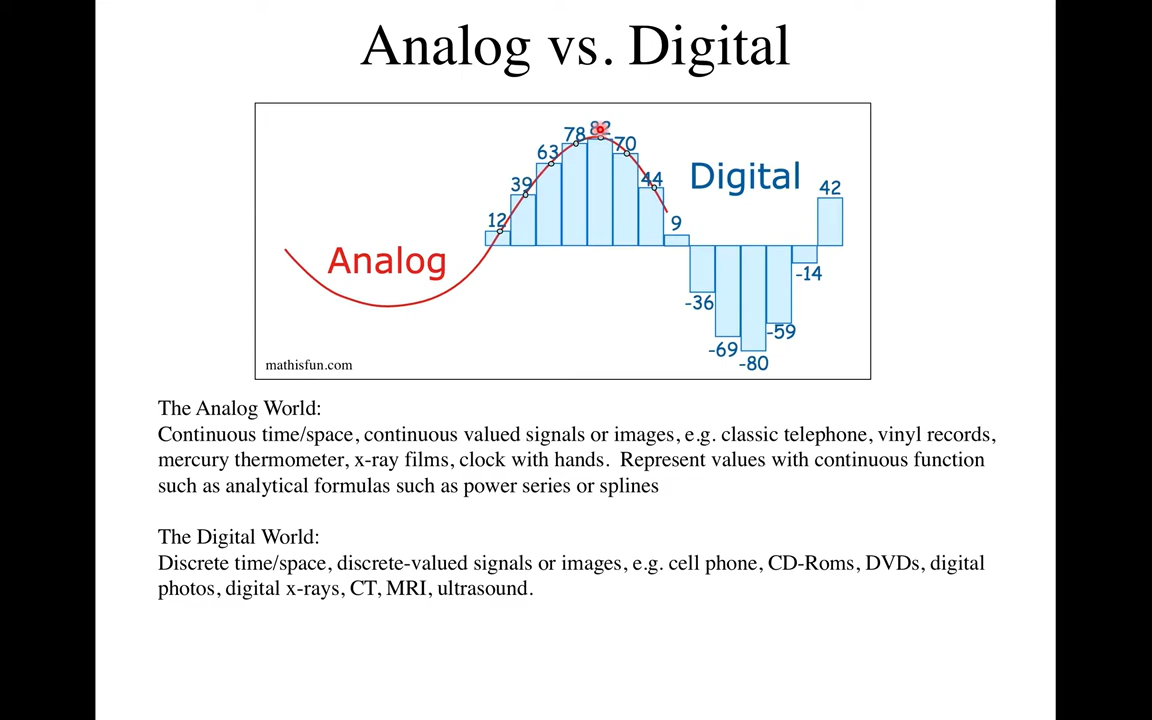 Analog vs. Digital
78 82
63 70
39 44 Digital 42
12 9
Analog
-14
-36
-59
-69
-80
mathisfun.com
The Analog World:
Continuous time/space, continuous valued signals or images, e.g. classic telephone, vinyl records,
mercury thermometer, x-ray films, clock with hands. Represent values with continuous function
such as analytical formulas such as power series or splines
The Digital World:
Discrete time/space, discrete-valued signals or images, e.g. cell phone, CD-Roms, DVDs, digital
photos, digital x-rays, CT, MRI, ultrasound.